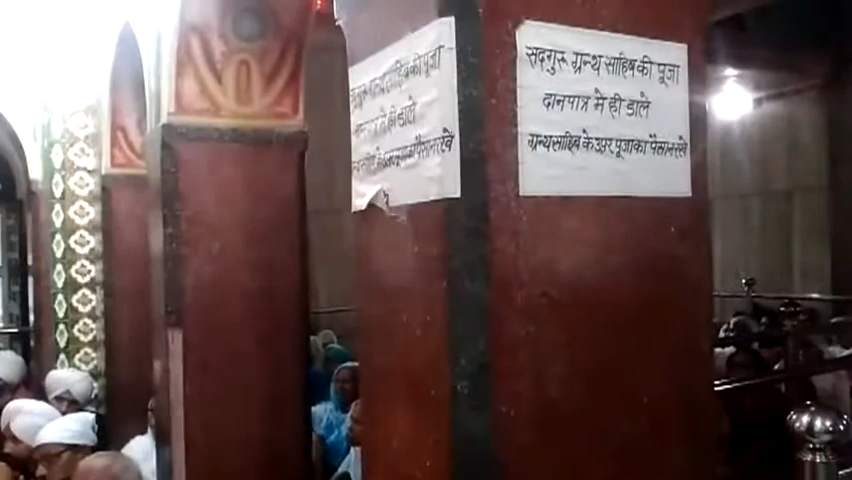 सदगुरू ग्रन्थ साहिब की पूजा
दानपात्र मे ही डाले
ग्रन्थ साहिब के उपर पूजा का पैसा न रखे
की पूजा
ही डाले